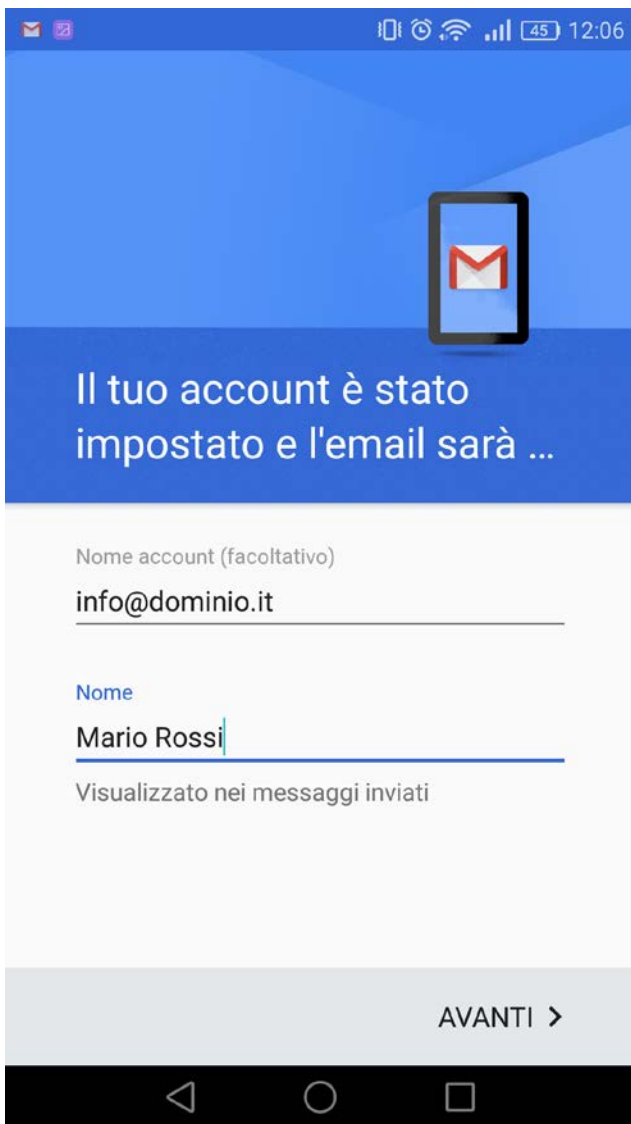 45 12:06
Il tuo account è stato
impostato e l'email sarà ...
Nome account (facoltativo)
info@dominio.it
Nome
Mario Rossi
Visualizzato nei messaggi inviati
AVANTI